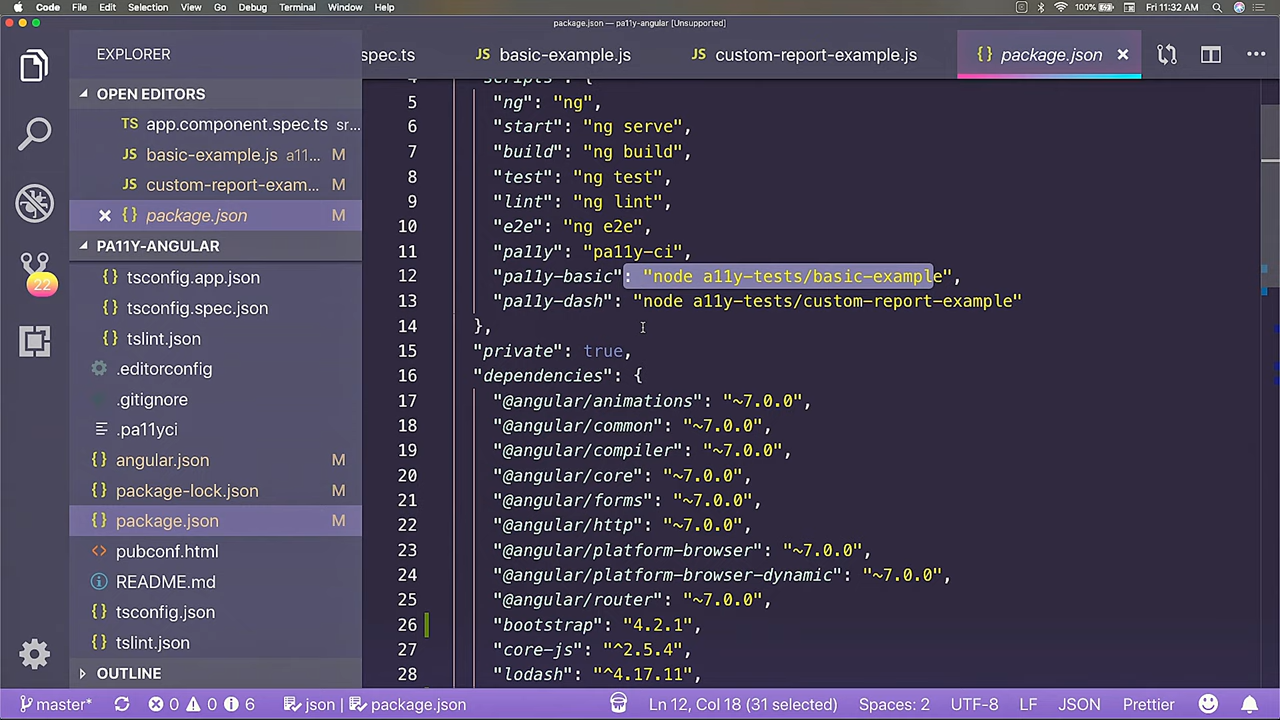 Code File Edit Selection View Go Debug Terminal Window Help 100% Fri 11:32 AM
package.json — pa11y-angular [Unsupported]
EXPLORER
spec.ts JS basic-example.js JS custom-report-example.js {} package.json
OPEN EDITORS
TS app.component.spec.ts sr...
JS basic-example.js a11... M
JS custom-report-exam... M
{} package.json M
PA11Y-ANGULAR
{} tsconfig.app.json
{} tsconfig.spec.json
{} tslint.json
.editorconfig
.gitignore
.pa11yci
{} angular.json M
{} package-lock.json M
{} package.json M
<> pubconf.html
README.md
{} tsconfig.json
{} tslint.json
OUTLINE
22
4 "scripts": {
5 "ng": "ng",
6 "start": "ng serve",
7 "build": "ng build",
8 "test": "ng test",
9 "lint": "ng lint",
10 "e2e": "ng e2e",
11 "pa11y": "pa11y-ci",
12 "pa11y-basic": "node a11y-tests/basic-example",
13 "pa11y-dash": "node a11y-tests/custom-report-example"
14 },
15 "private": true,
16 "dependencies": {
17 "@angular/animations": "~7.0.0",
18 "@angular/common": "~7.0.0",
19 "@angular/compiler": "~7.0.0",
20 "@angular/core": "~7.0.0",
21 "@angular/forms": "~7.0.0",
22 "@angular/http": "~7.0.0",
23 "@angular/platform-browser": "~7.0.0",
24 "@angular/platform-browser-dynamic": "~7.0.0",
25 "@angular/router": "~7.0.0",
26 "bootstrap": "4.2.1",
27 "core-js": "^2.5.4",
28 "lodash": "^4.17.11",
master* 0 0 6 json | package.json Ln 12, Col 18 (31 selected) Spaces: 2 UTF-8 LF JSON Prettier